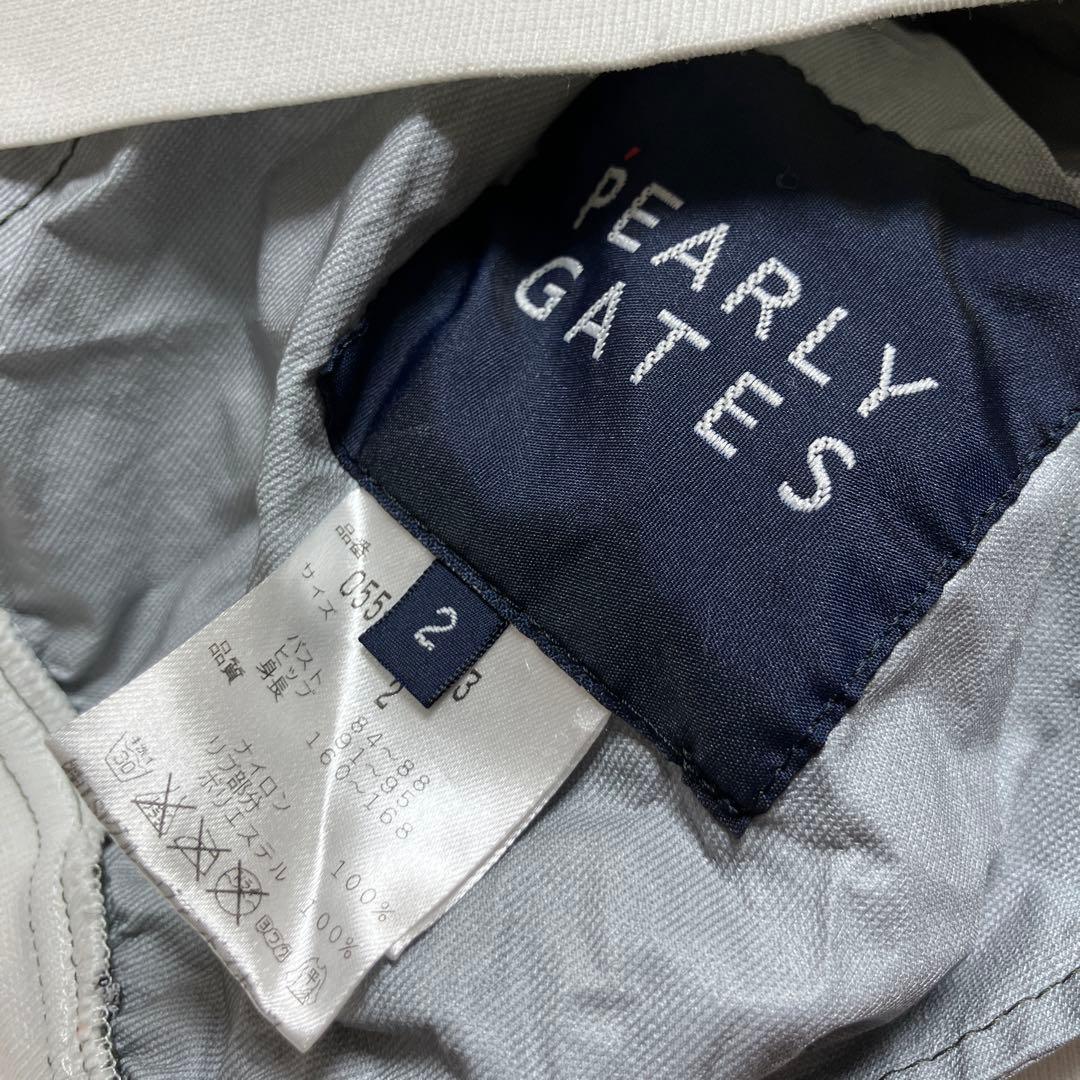 PEARLY
GATES
2
品番 055
3
サイズ 2
バスト 84~88
ヒップ 91~95
身長 160~168
品質
ナイロン 100%
リブ部分
ポリエステル 100%
30